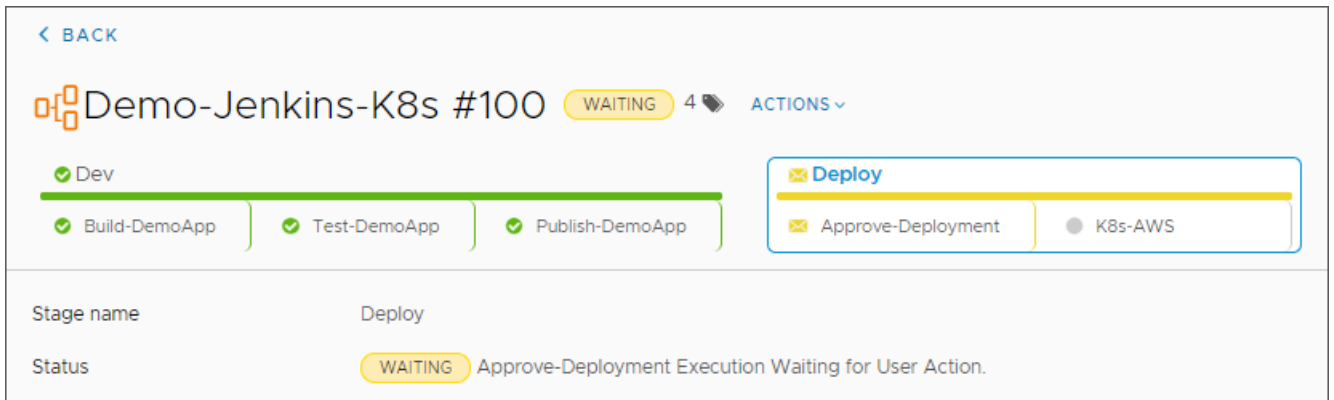 BACK
Demo-Jenkins-K8s #100 WAITING 4 ACTIONS
Dev
Build-DemoApp Test-DemoApp Publish-DemoApp
Deploy
Approve-Deployment K8s-AWS
Stage name Deploy
Status WAITING Approve-Deployment Execution Waiting for User Action.